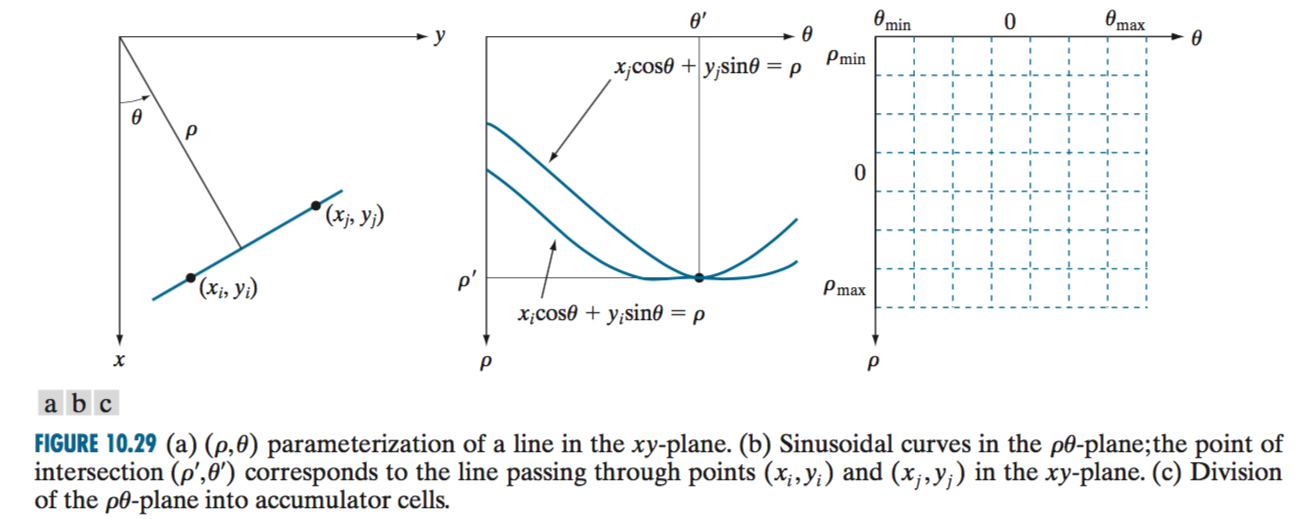 y
θ
ρ
(xⱼ, yⱼ)
(xᵢ, yᵢ)
x
θ′
θ
xⱼcosθ + yⱼsinθ = ρ
ρ′
xᵢcosθ + yᵢsinθ = ρ
ρ
θmin 0 θmax
θ
ρmin
0
ρmax
ρ
a b c
FIGURE 10.29 (a) (ρ,θ) parameterization of a line in the xy-plane. (b) Sinusoidal curves in the ρθ-plane;the point of
intersection (ρ′,θ′) corresponds to the line passing through points (xᵢ,yᵢ) and (xⱼ,yⱼ) in the xy-plane. (c) Division
of the ρθ-plane into accumulator cells.